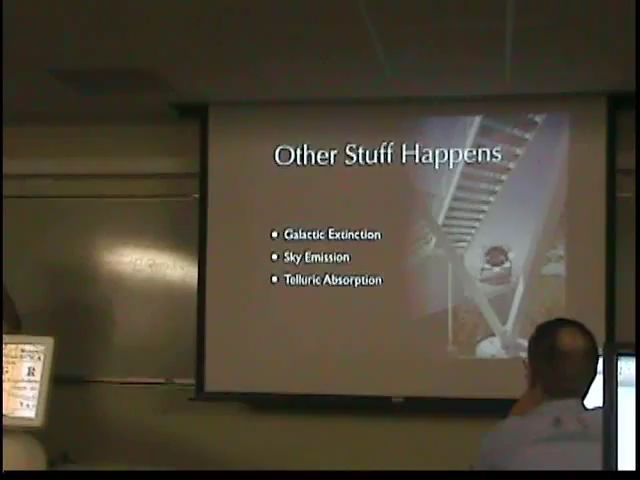 Other Stuff Happens
Galactic Extinction
Sky Emission
Telluric Absorption
R